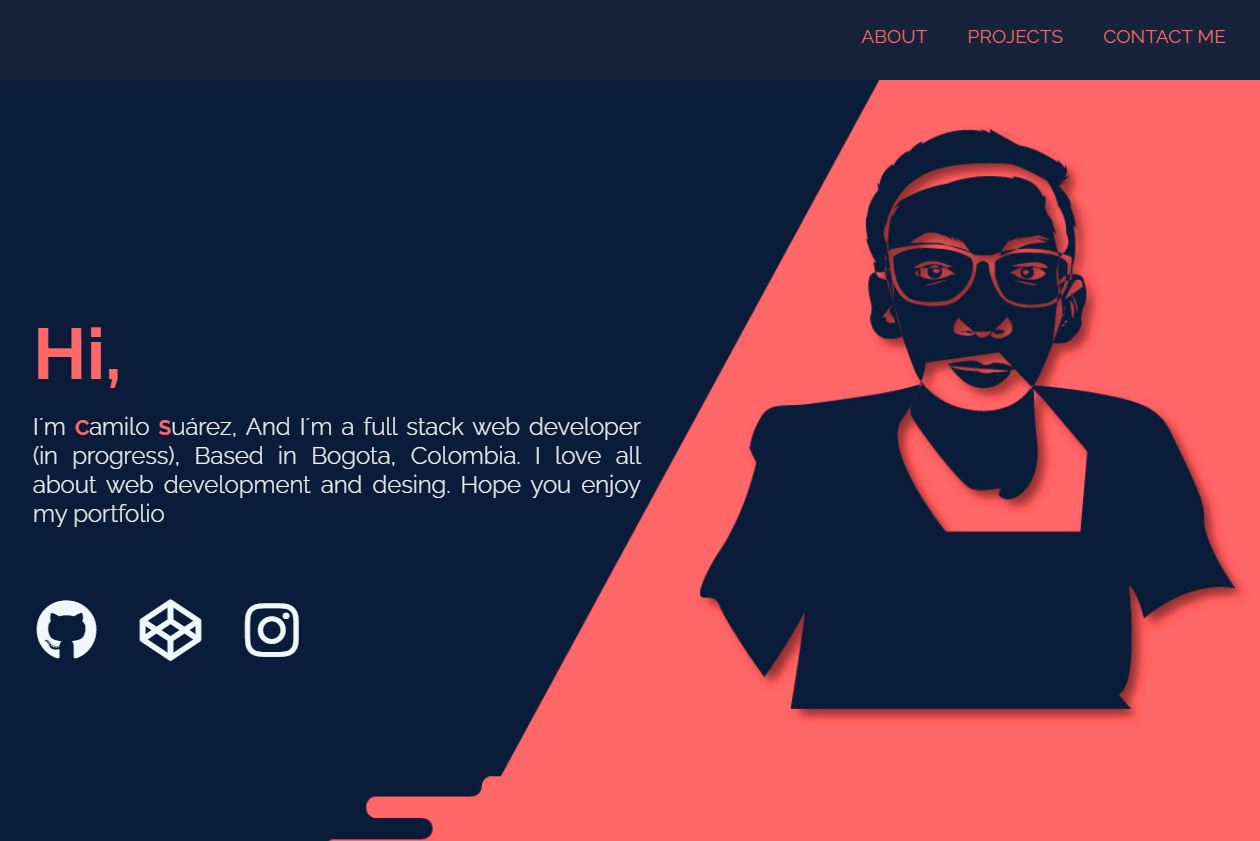 ABOUT PROJECTS CONTACT ME
Hi,
I´m Camilo Suárez, And I´m a full stack web developer
(in progress), Based in Bogota, Colombia. I love all
about web development and desing. Hope you enjoy
my portfolio